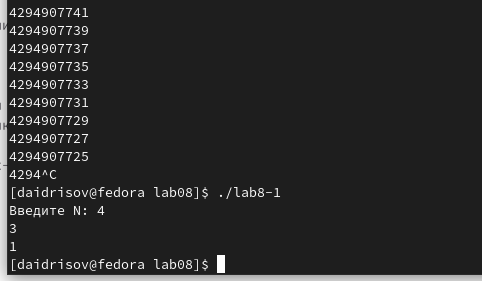 4294907741
4294907739
4294907737
4294907735
4294907733
4294907731
4294907729
4294907727
4294907725
4294^C
[daidrisov@fedora lab08]$ ./lab8-1
Введите N: 4
3
1
[daidrisov@fedora lab08]$